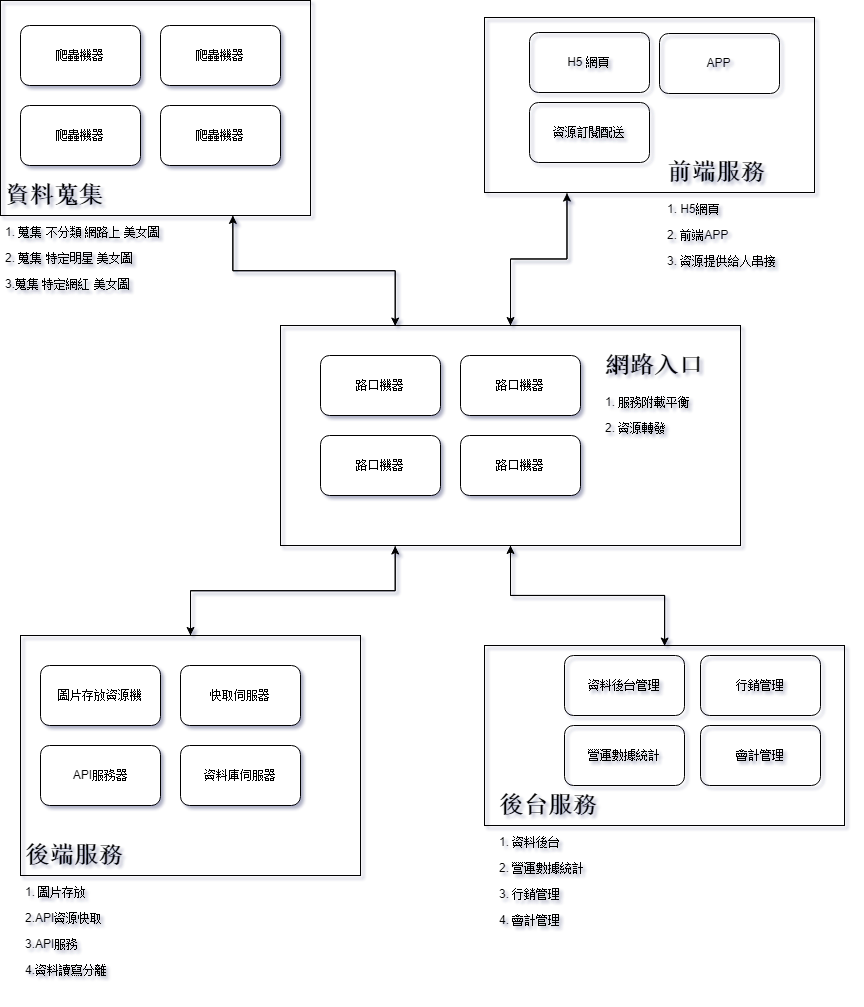 爬蟲機器
爬蟲機器
爬蟲機器
爬蟲機器
資料蒐集
1. 蒐集 不分類 網路上 美女圖
2. 蒐集 特定明星 美女圖
3.蒐集 特定網紅 美女圖
H5 網頁
APP
資源訂閱配送
前端服務
1. H5網頁
2. 前端APP
3. 資源提供給人串接
路口機器
路口機器
路口機器
路口機器
網路入口
1. 服務附載平衡
2. 資源轉發
圖片存放資源機
快取伺服器
API服務器
資料庫伺服器
後端服務
1. 圖片存放
2.API資源快取
3.API服務
4.資料讀寫分離
資料後台管理
行銷管理
營運數據統計
會計管理
後台服務
1. 資料後台
2. 營運數據統計
3. 行銷管理
4. 會計管理